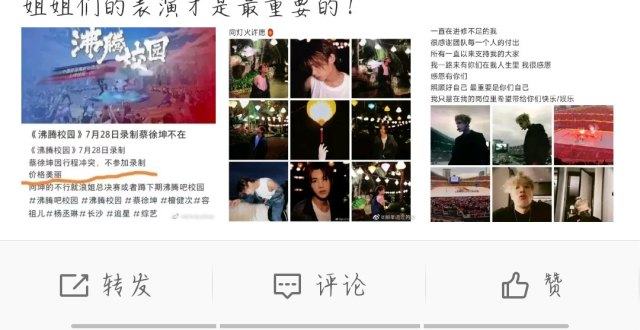 姐姐们的表演才是最重要的!
沸腾校园
《沸腾校园》7月28日录制蔡徐坤不在
《沸腾校园》7月28日录制
蔡徐坤因行程冲突、不参加录制
价格美丽
问坤的不行就浪姐总决赛或者蹲下期沸腾吧校园
#沸腾吧校园 #沸腾校园 #蔡徐坤 #檀健次#容
祖儿#杨丞琳#长沙 #追星 #综艺
向灯火许愿🏮
一直在进修不足的我
很感谢团队每一个人的付出
所有一直以来支持我的大家
我一路来有你们在我人生里 我很感恩
感恩有你们
照顾好自己 最重要是你们自己
我只是在我的岗位里希望带给你们快乐/娱乐
转发
评论
赞